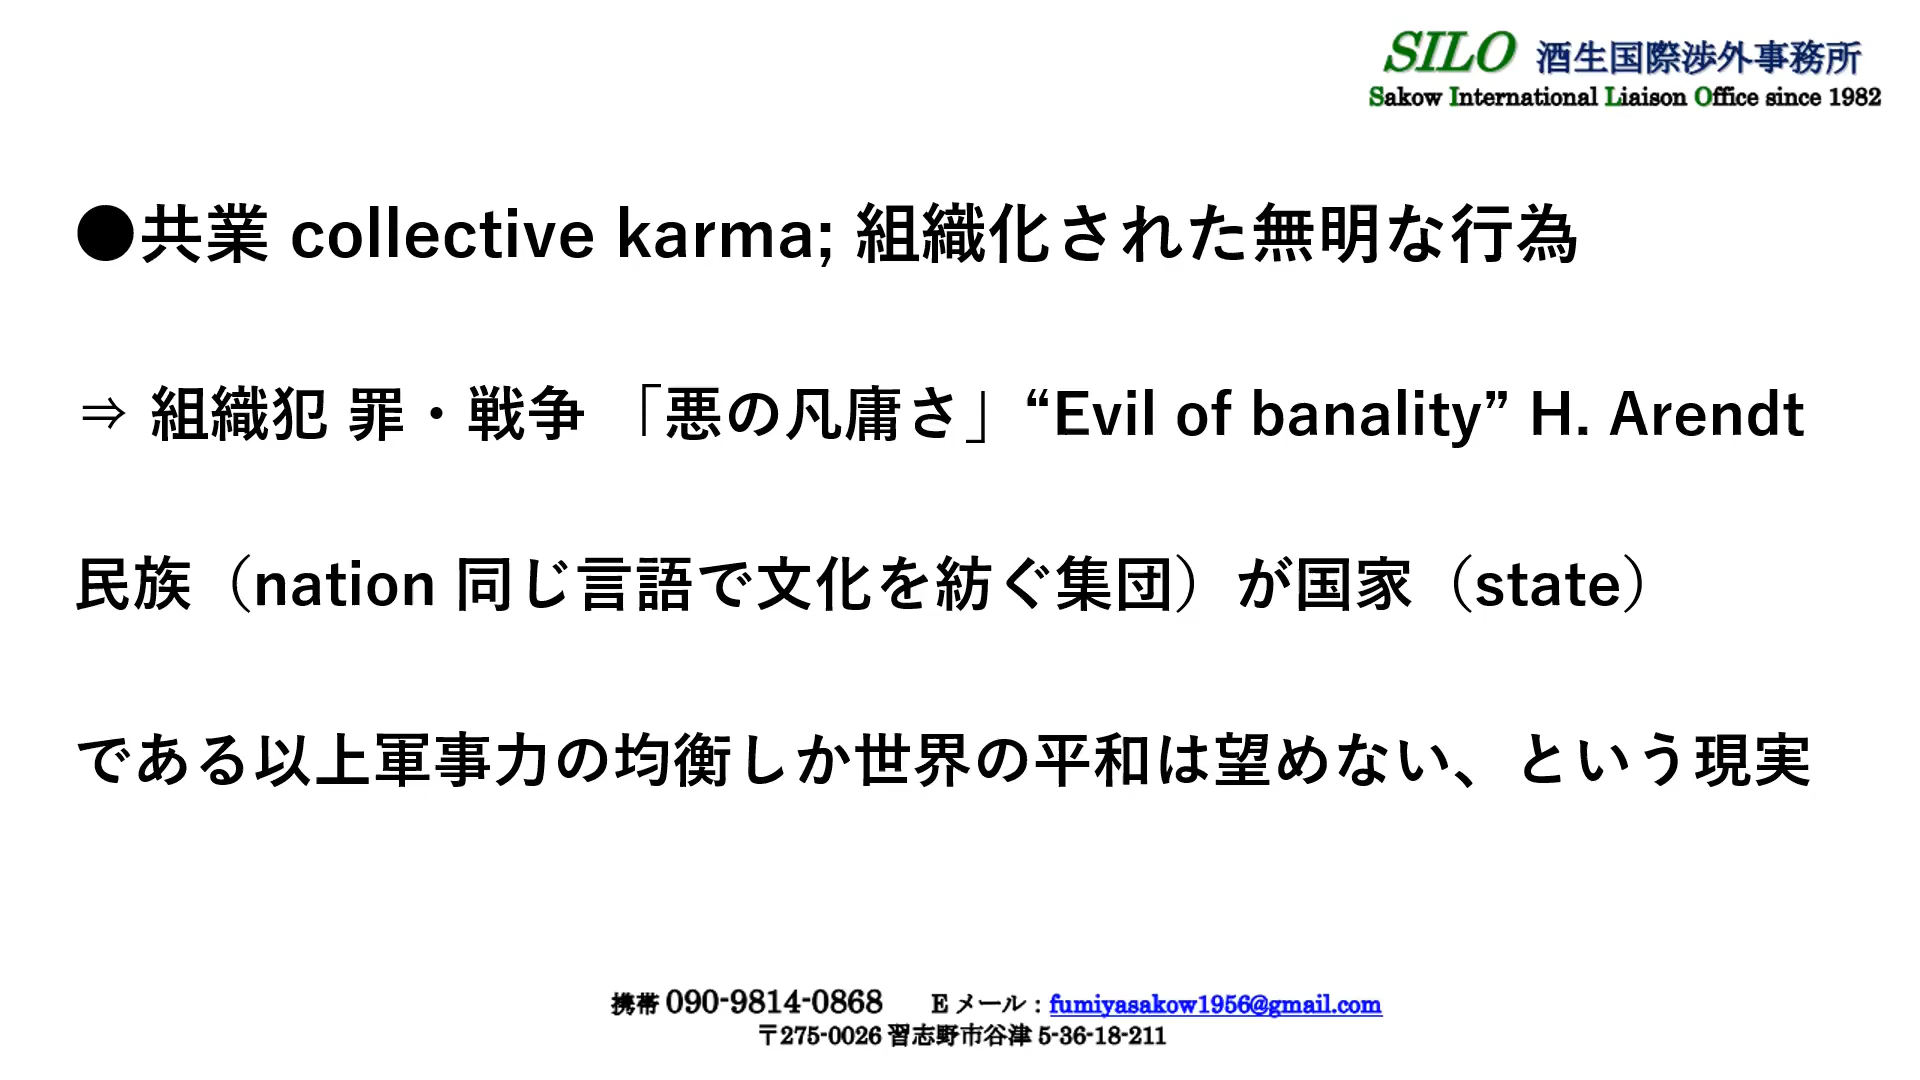 SILO 酒生国際渉外事務所
Sakow International Liaison Office since 1982
●共業 collective karma; 組織化された無明な行為
⇒ 組織犯 罪・戦争 「悪の凡庸さ」“Evil of banality” H. Arendt
民族（nation 同じ言語で文化を紡ぐ集団）が国家（state）
である以上軍事力の均衡しか世界の平和は望めない、という現実
携帯 090-9814-0868 E メール : fumiyasakow1956@gmail.com
〒275-0026 習志野市谷津 5-36-18-211